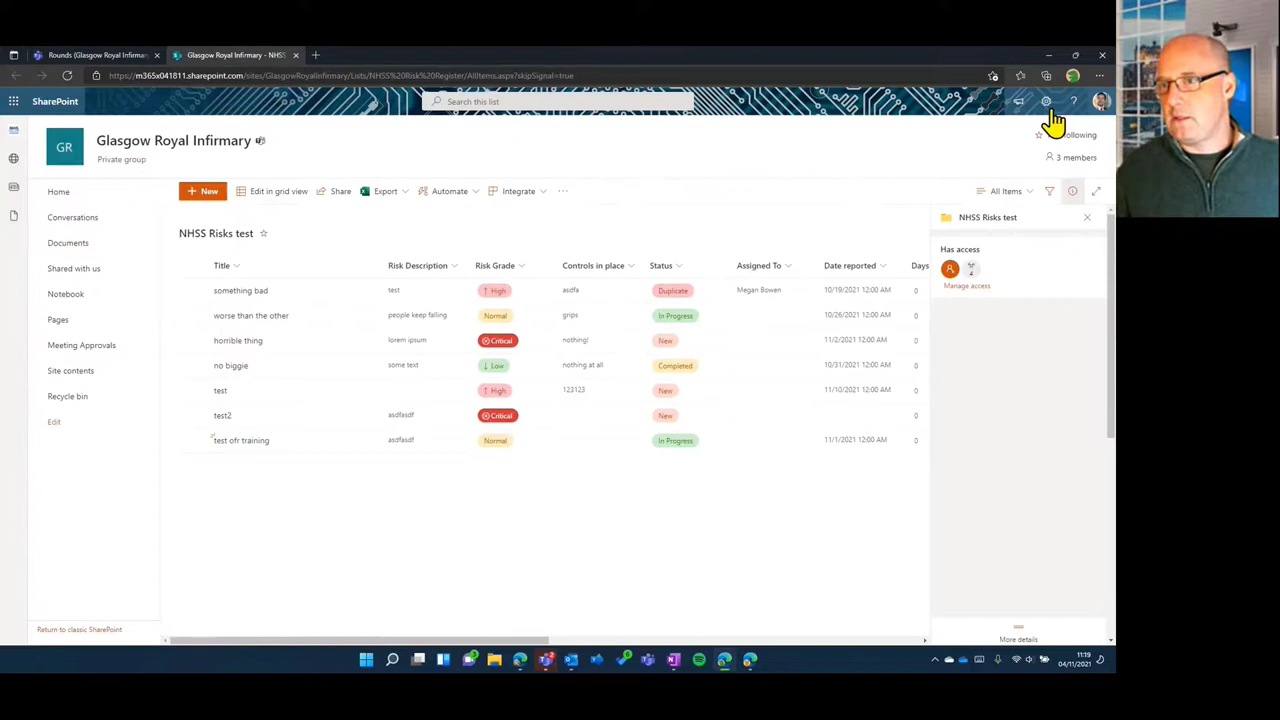 Rounds (Glasgow Royal Infirmary
Glasgow Royal Infirmary - NHSS
https://m365x041811.sharepoint.com/sites/GlasgowRoyalInfirmary/Lists/NHSS%20Risk%20Register/AllItems.aspx?skipSignal=true
SharePoint
Search this list
GR
Glasgow Royal Infirmary
Private group
Following
3 members
Home
Conversations
Documents
Shared with us
Notebook
Pages
Meeting Approvals
Site contents
Recycle bin
Edit
Return to classic SharePoint
New
Edit in grid view
Share
Export
Automate
Integrate
All Items
NHSS Risks test
Title Risk Description Risk Grade Controls in place Status Assigned To Date reported Days
something bad test High asdfa Duplicate Megan Bowen 10/19/2021 12:00 AM 0
worse than the other people keep falling Normal grips In Progress 10/26/2021 12:00 AM 0
horrible thing lorem ipsum Critical nothing! New 11/2/2021 12:00 AM 0
no biggie some text Low nothing at all Completed 10/31/2021 12:00 AM 0
test High 123123 New 11/10/2021 12:00 AM 0
test2 asdfasdf Critical New 0
test ofr training asdfasdf Normal In Progress 11/1/2021 12:00 AM 0
NHSS Risks test
Has access
Manage access
More details
11:19
04/11/2021